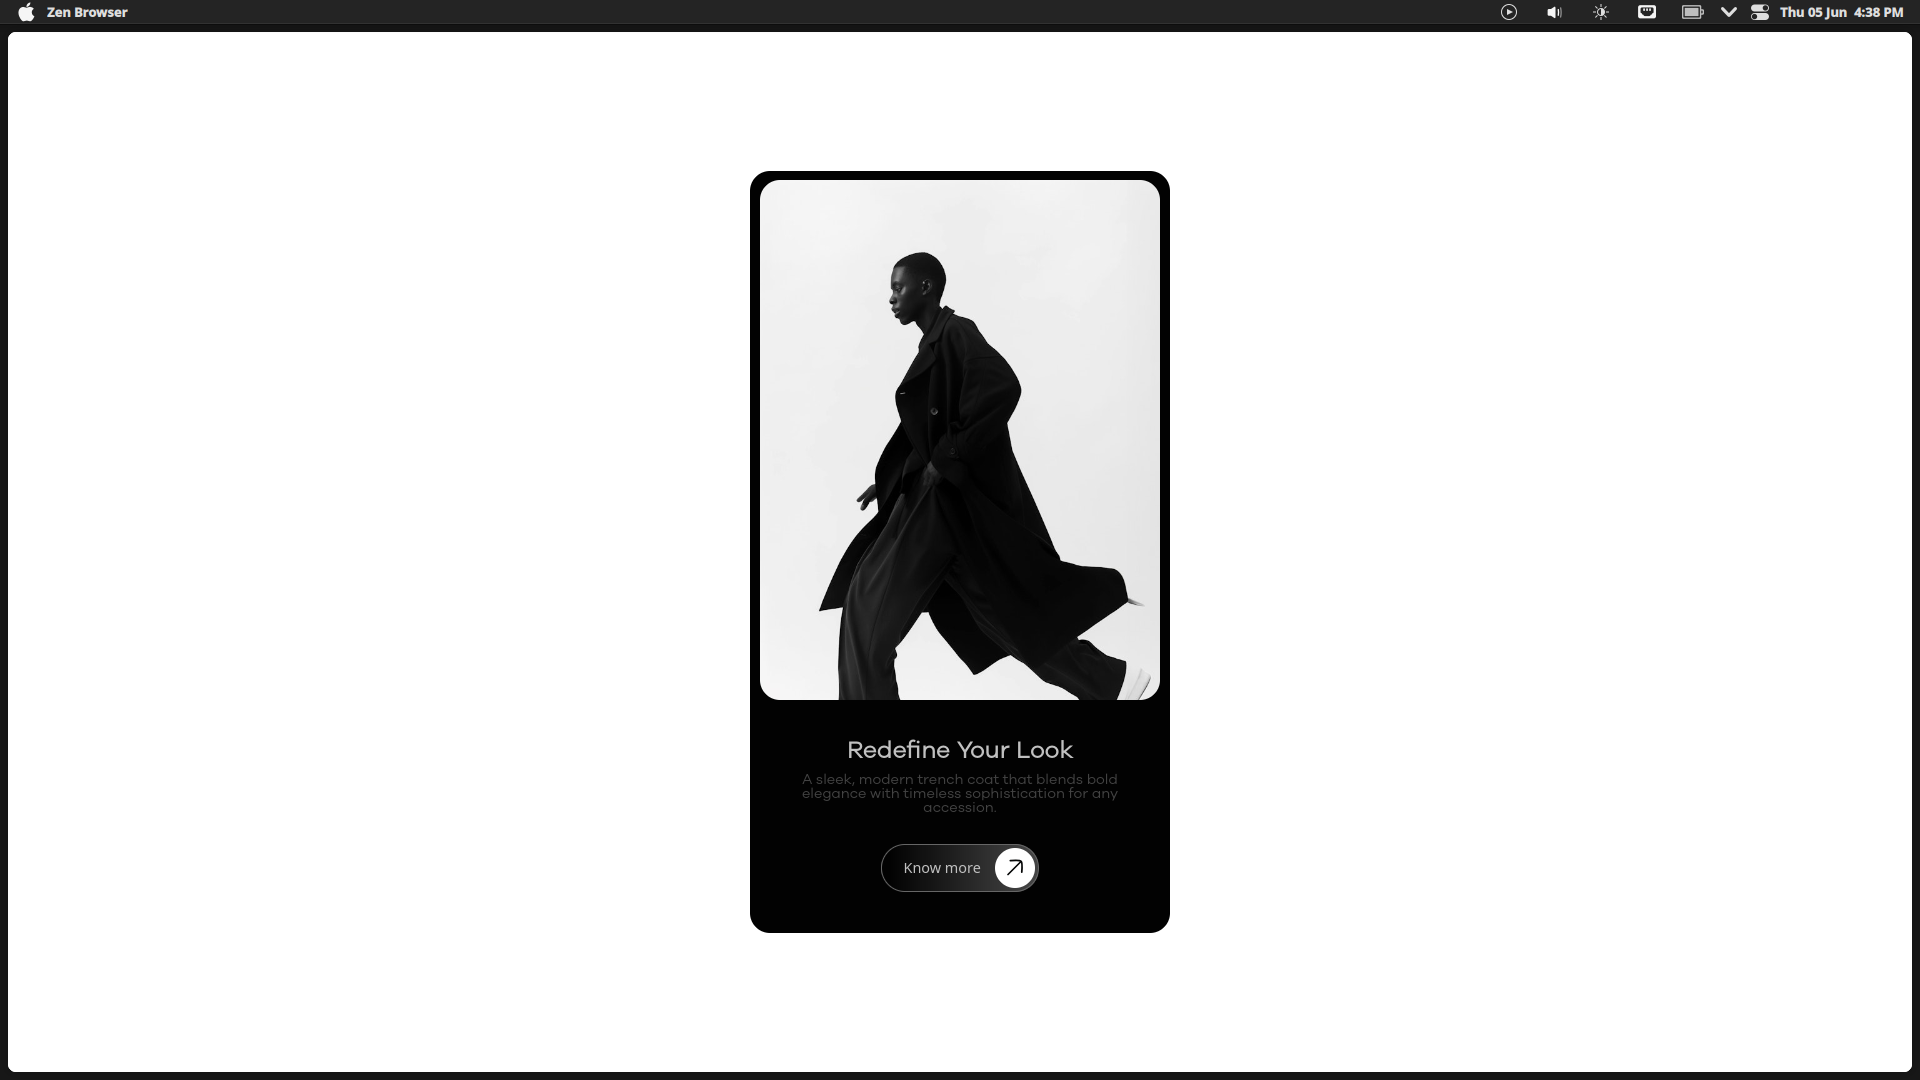 Zen Browser
Thu 05 Jun 4:38 PM
Redefine Your Look
A sleek, modern trench coat that blends bold
elegance with timeless sophistication for any
accession.
Know more